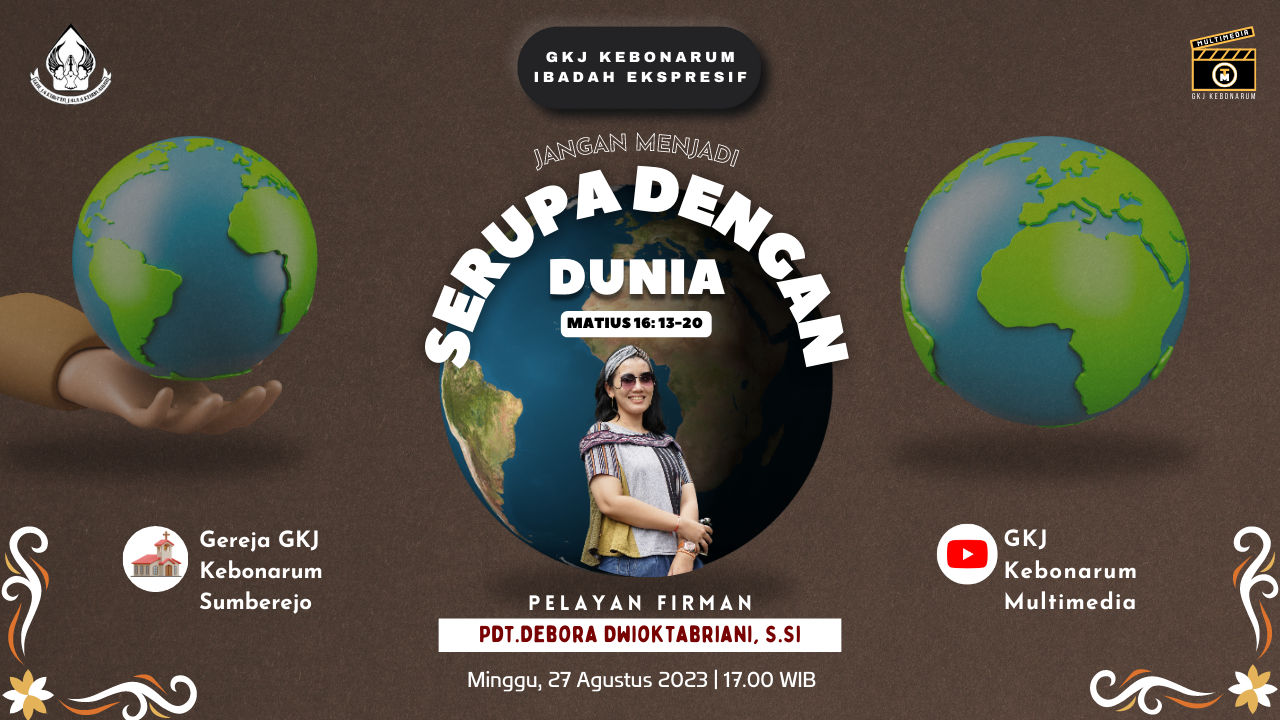 GKJ KEBONARUM
IBADAH EKSPRESIF
MULTIMEDIA
TM
GKJ KEBONARUM
JANGAN MENJADI
SERUPA DENGAN
DUNIA
MATIUS 16: 13-20
Gereja GKJ
Kebonarum
Sumberejo
GKJ
Kebonarum
Multimedia
PELAYAN FIRMAN
PDT.DEBORA DWIOKTABRIANI, S.SI
Minggu, 27 Agustus 2023 | 17.00 WIB